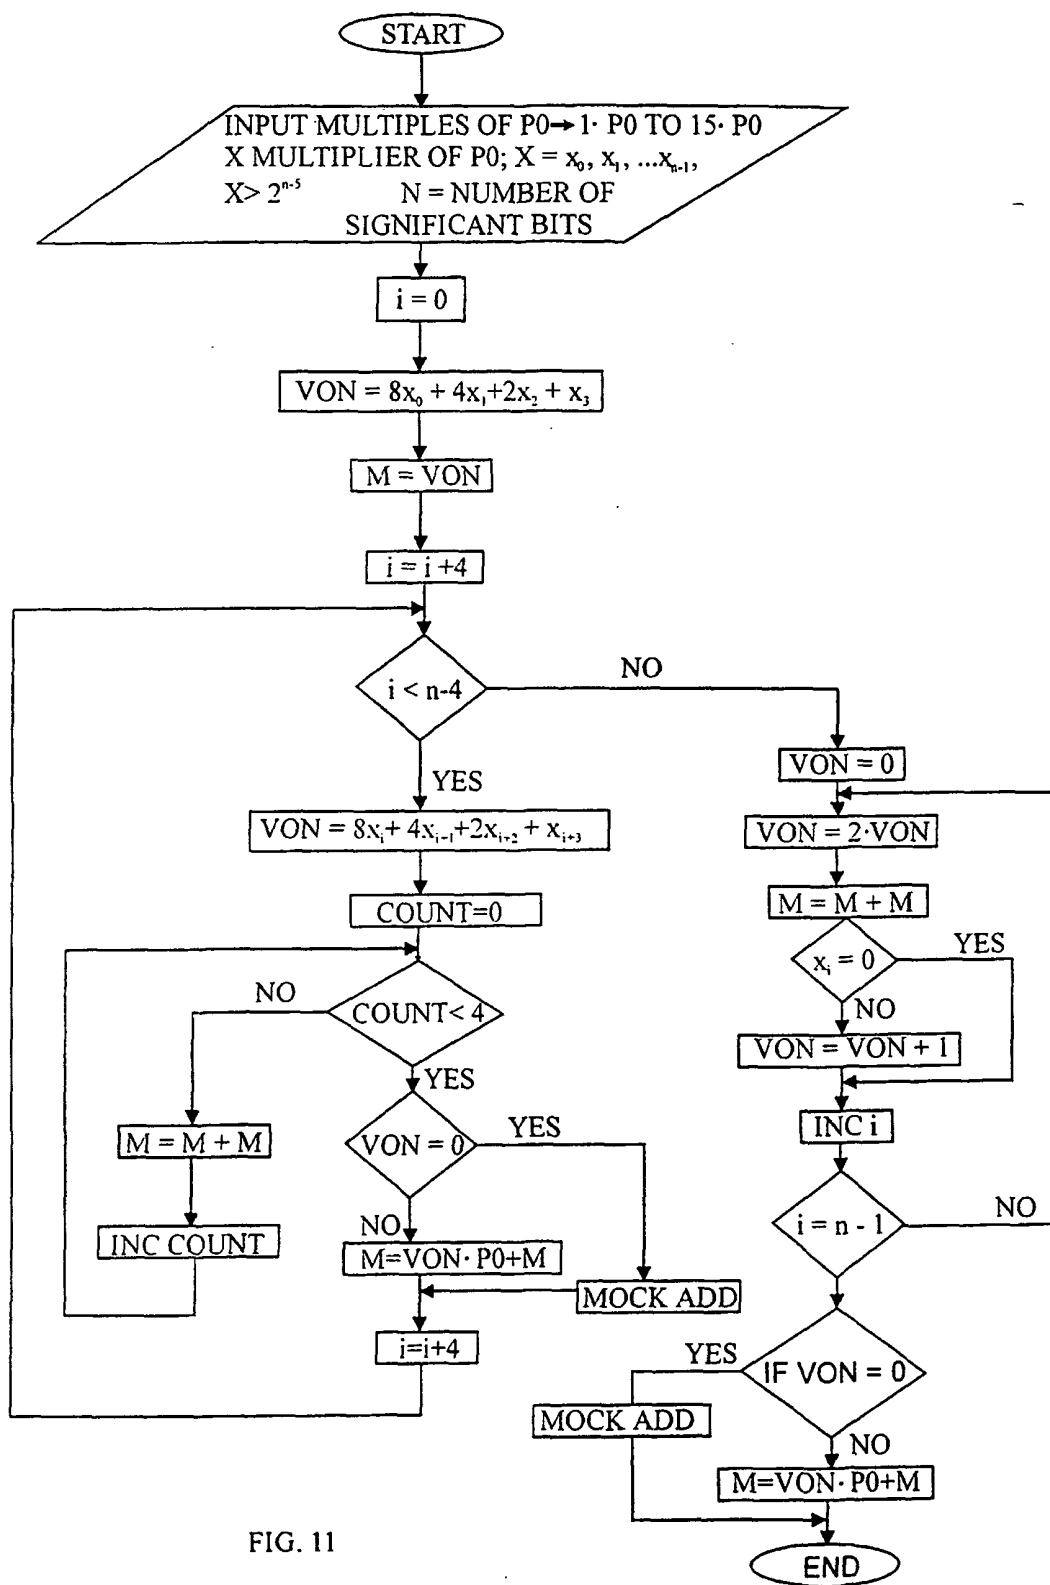 START
INPUT MULTIPLES OF P0→1· P0 TO 15· P0
X MULTIPLIER OF P0; X = x₀, x₁, ...xₙ₋₁,
X> 2ⁿ⁻⁵ N = NUMBER OF
SIGNIFICANT BITS
i = 0
VON = 8x₀ + 4x₁+2x₂ + x₃
M = VON
i = i +4
i < n-4
NO
YES
VON = 8xᵢ+ 4xᵢ₋₁+2xᵢ₊₂ + xᵢ₊₃
COUNT=0
COUNT< 4
NO
YES
M = M + M
INC COUNT
VON = 0
YES
NO
M=VON· P0+M
MOCK ADD
i=i+4
VON = 0
VON = 2·VON
M = M + M
xᵢ = 0
YES
NO
VON = VON + 1
INC i
i = n - 1
NO
IF VON = 0
YES
MOCK ADD
NO
M=VON· P0+M
END
FIG. 11